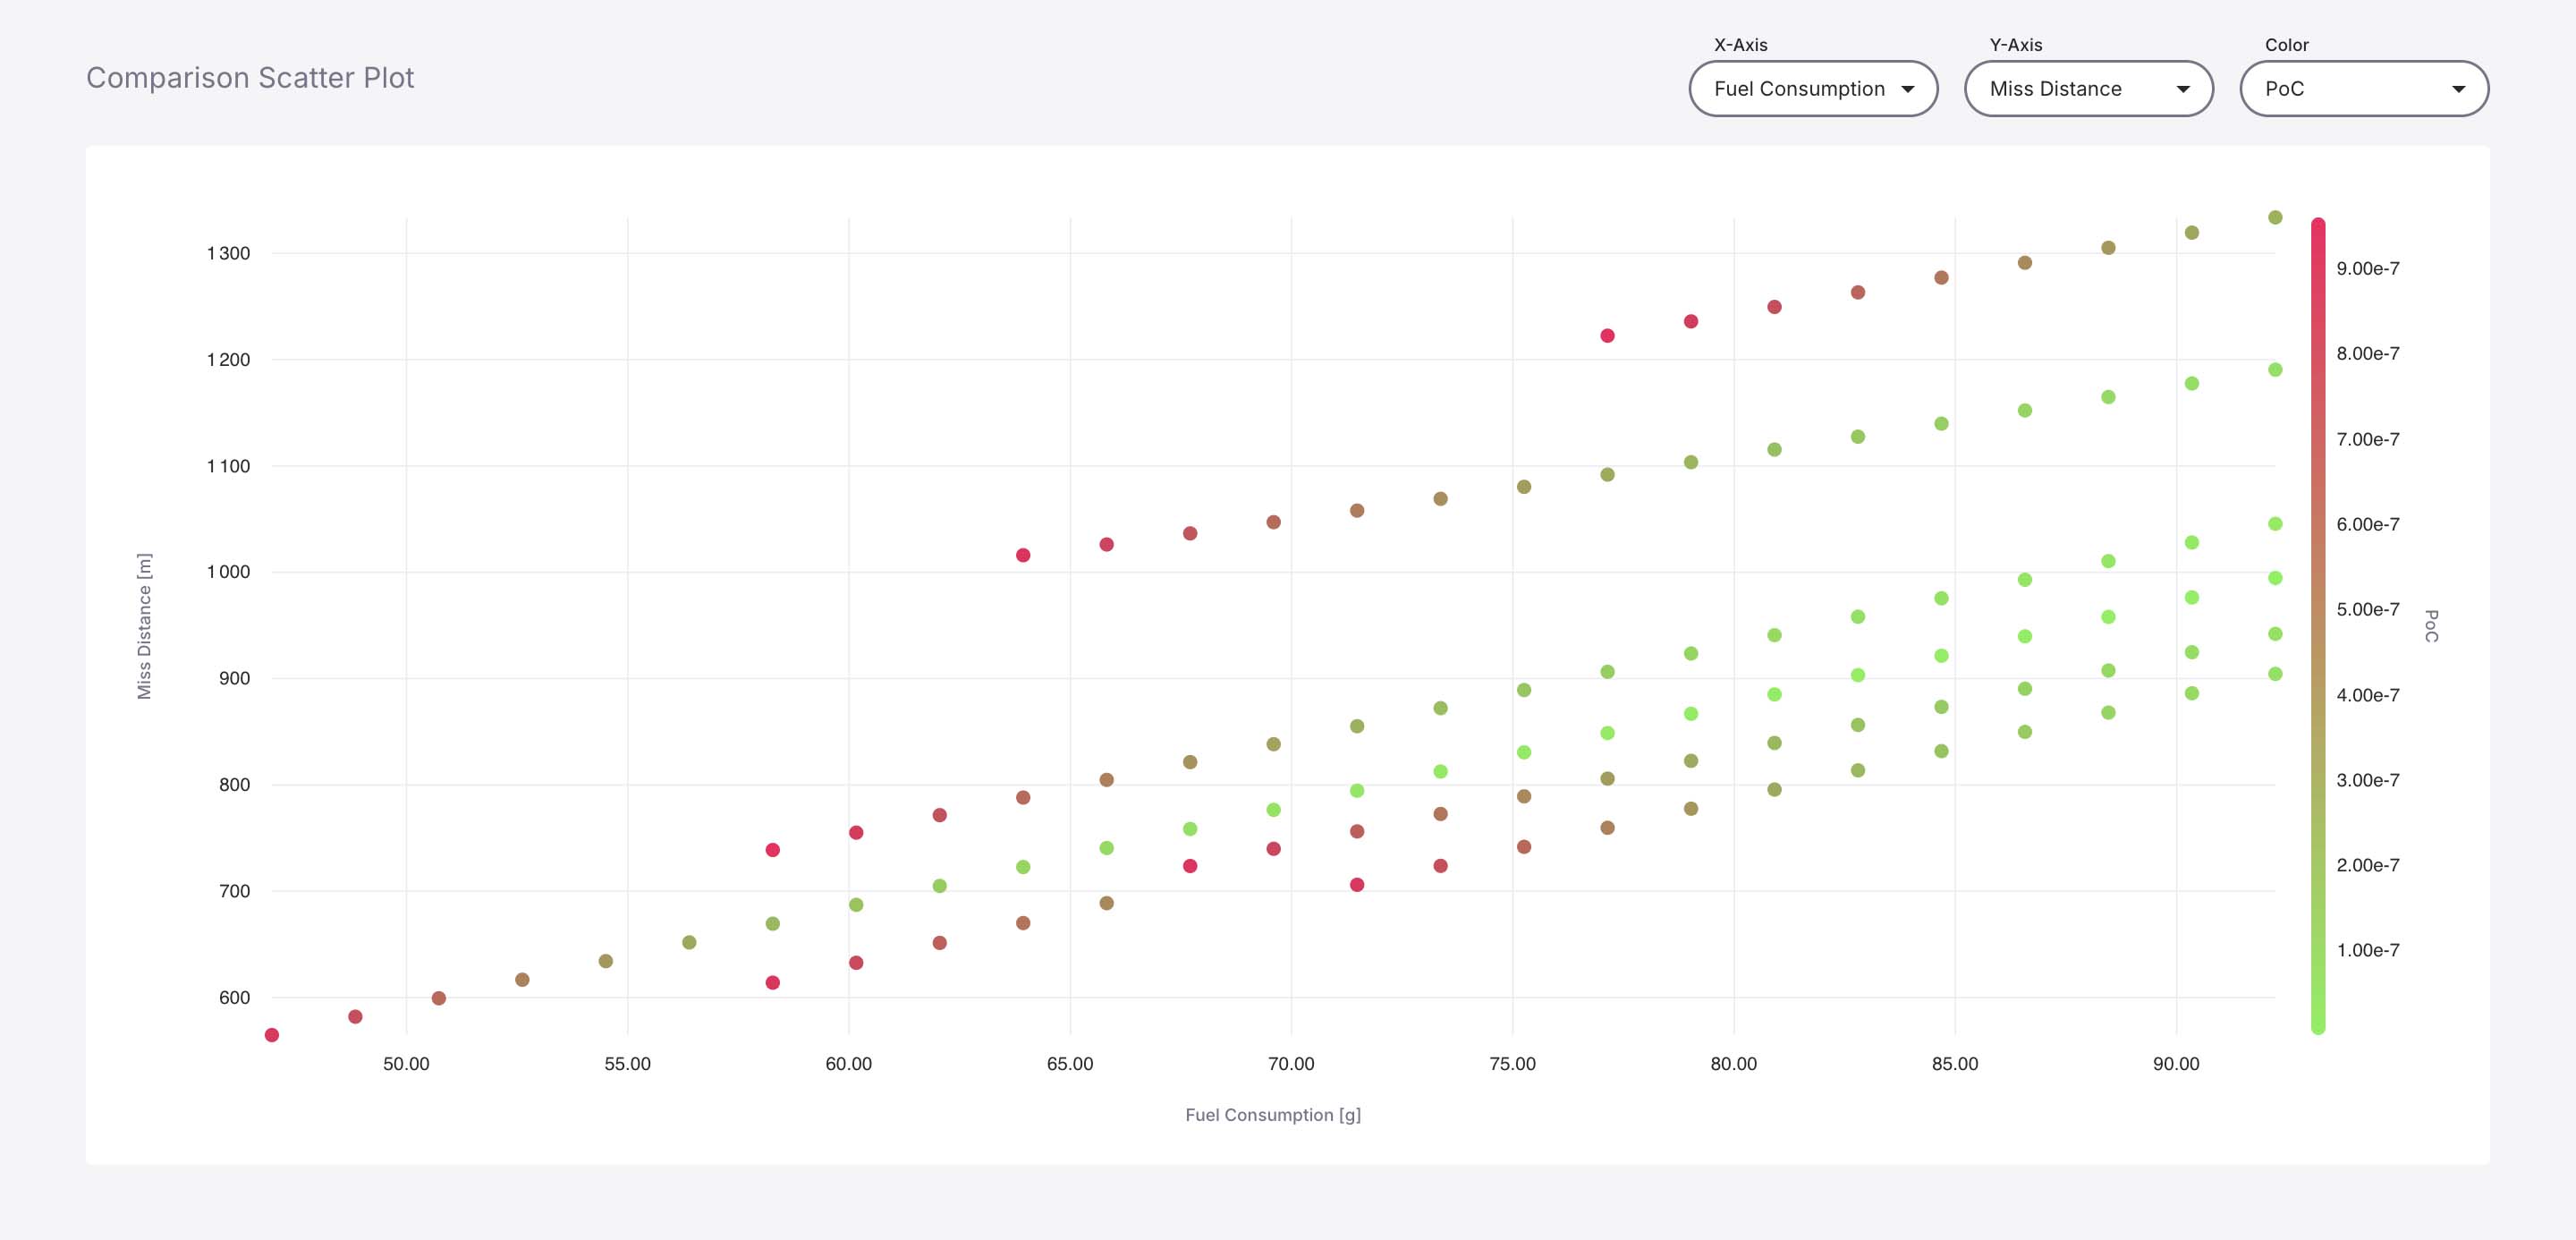 Comparison Scatter Plot
X-Axis
Fuel Consumption
Y-Axis
Miss Distance
Color
PoC
1 300
1 200
1 100
1 000
900
800
700
600
Miss Distance [m]
50.00
55.00
60.00
65.00
70.00
75.00
80.00
85.00
90.00
Fuel Consumption [g]
9.00e-7
8.00e-7
7.00e-7
6.00e-7
5.00e-7
4.00e-7
3.00e-7
2.00e-7
1.00e-7
PoC